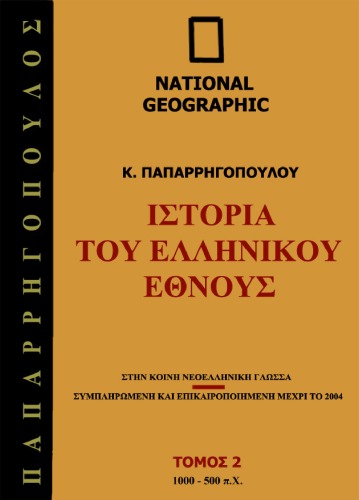 ΠΑΠΑΡΡΗΓΟΠΟΥΛΟΣ
NATIONAL
GEOGRAPHIC
Κ. ΠΑΠΑΡΡΗΓΟΠΟΥΛΟΥ
ΙΣΤΟΡΙΑ
ΤΟΥ ΕΛΛΗΝΙΚΟΥ
ΕΘΝΟΥΣ
ΣΤΗΝ ΚΟΙΝΗ ΝΕΟΕΛΛΗΝΙΚΗ ΓΛΩΣΣΑ
ΣΥΜΠΛΗΡΩΜΕΝΗ ΚΑΙ ΕΠΙΚΑΙΡΟΠΟΙΗΜΕΝΗ ΜΕΧΡΙ ΤΟ 2004
ΤΟΜΟΣ 2
1000 - 500 π.Χ.